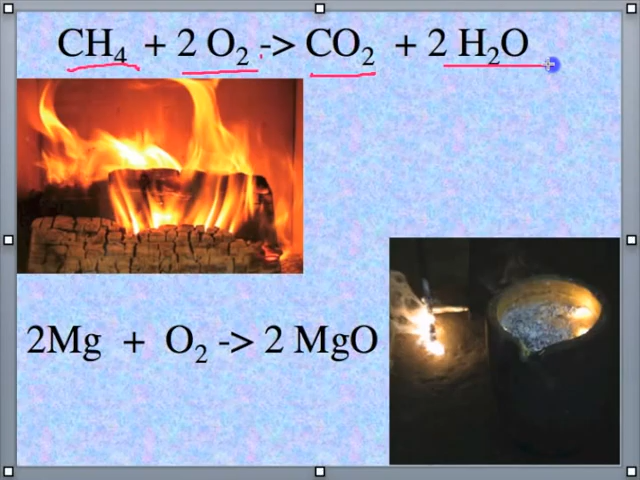 CH₄ + 2 O₂ -> CO₂ + 2 H₂O
2Mg + O₂ -> 2 MgO